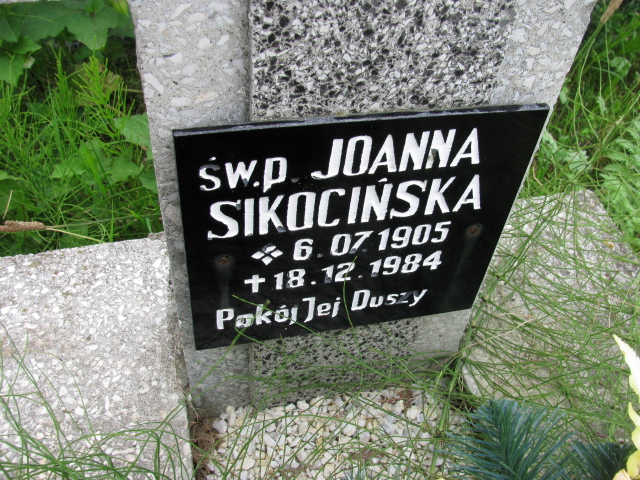 św.p. JOANNA
SIKOCIŃSKA
6.07.1905
+18.12.1984
Pokój Jej Duszy